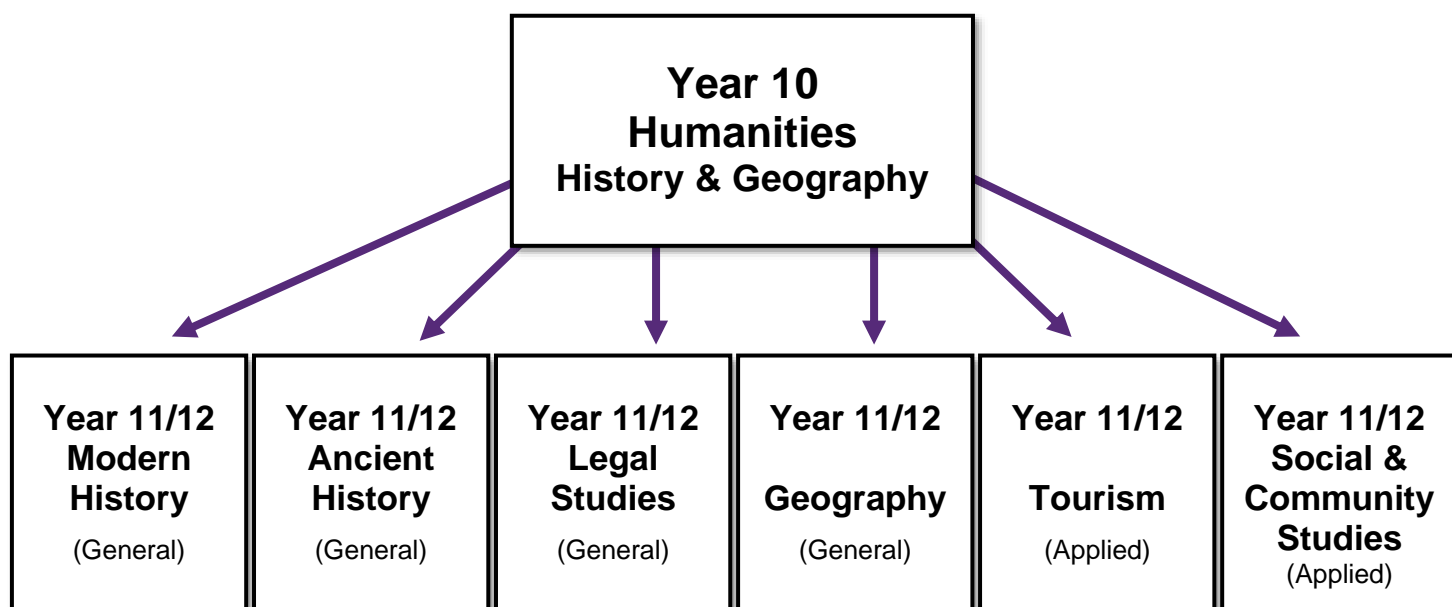 Year 10
Humanities
History & Geography
Year 11/12
Modern
History
(General)
Year 11/12
Ancient
History
(General)
Year 11/12
Legal
Studies
(General)
Year 11/12
Geography
(General)
Year 11/12
Tourism
(Applied)
Year 11/12
Social &
Community
Studies
(Applied)